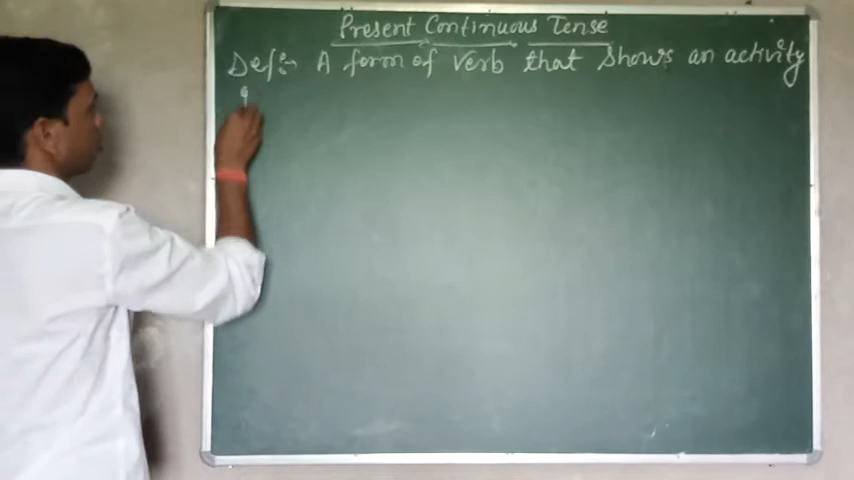 Present Continuous Tense
Def:- A form of verb that shows an activity